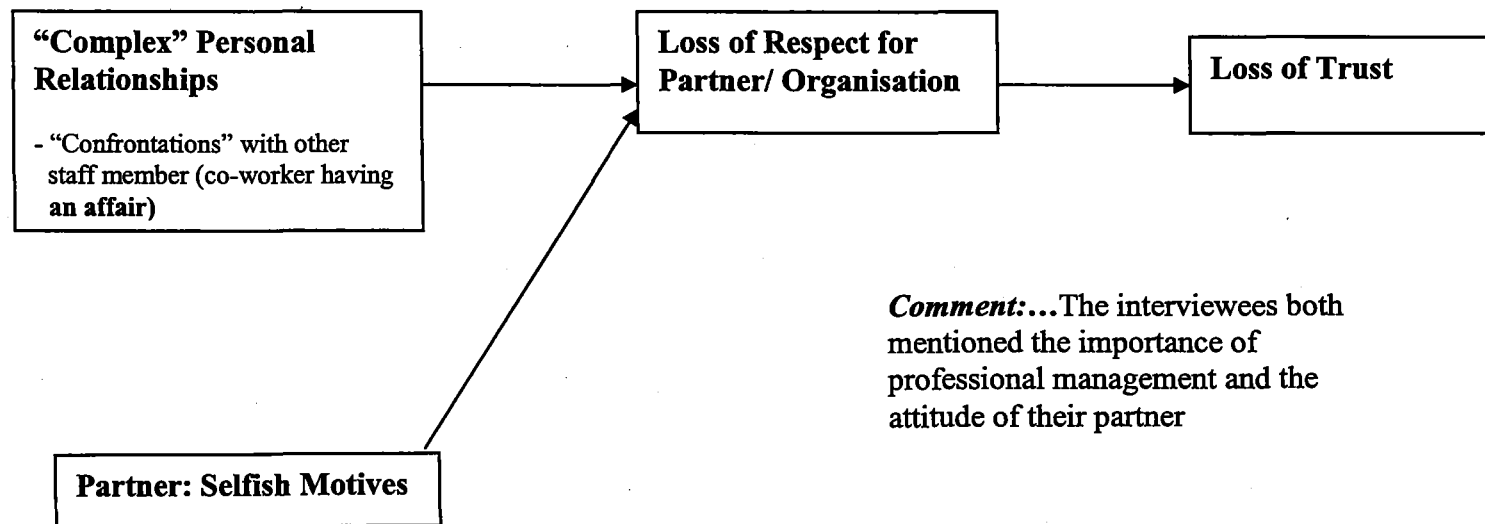 “Complex” Personal
Relationships
- “Confrontations” with other
staff member (co-worker having
an affair)
Loss of Respect for
Partner/ Organisation
Loss of Trust
Comment:...The interviewees both
mentioned the importance of
professional management and the
attitude of their partner
Partner: Selfish Motives